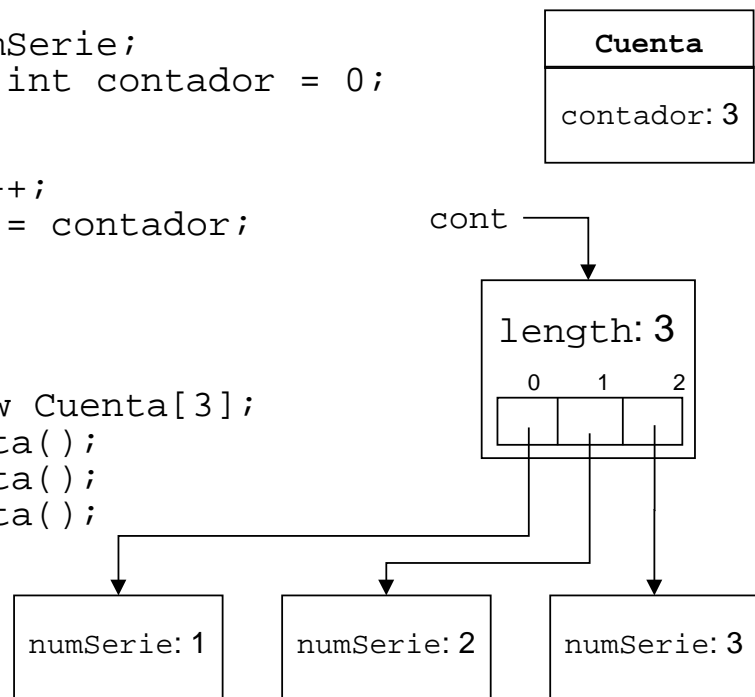 mSerie;
int contador = 0;
Cuenta
contador: 3
++;
= contador;
cont
length: 3
0 1 2
w Cuenta[3];
ta();
ta();
ta();
numSerie: 1
numSerie: 2
numSerie: 3